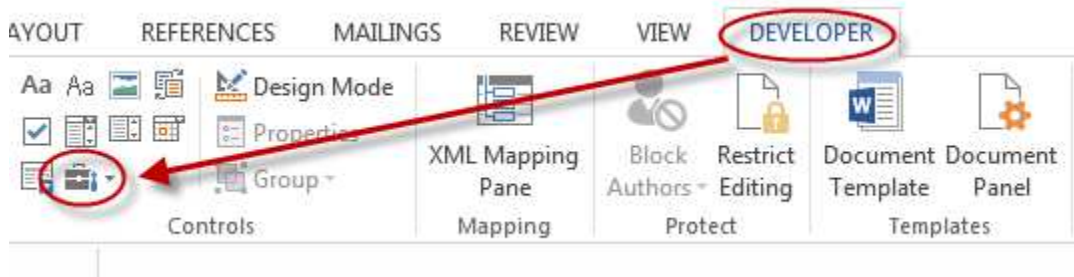 AYOUT REFERENCES MAILINGS REVIEW VIEW DEVELOPER
Aa Aa Design Mode
Properties
Group
Controls
XML Mapping
Pane
Mapping
Block
Authors
Restrict
Editing
Protect
W
Document
Template
Document
Panel
Templates